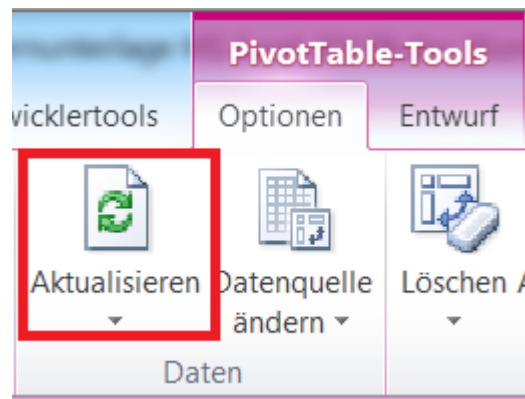 PivotTable-Tools
wicklertools Optionen Entwurf
Aktualisieren Datenquelle ändern Löschen A
Daten